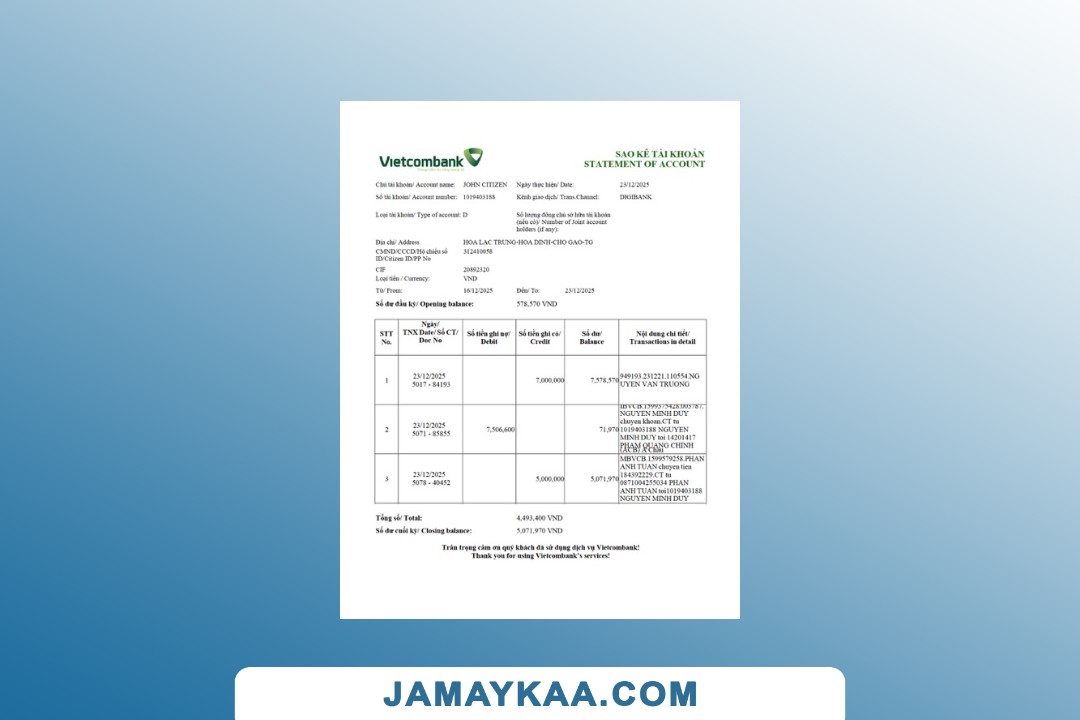 Vietcombank
SAO KÊ TÀI KHOẢN
STATEMENT OF ACCOUNT
Chủ tài khoản/ Account name: JOHN CITIZEN Ngày thực hiện/ Date: 23/12/2025
Số tài khoản/ Account number: 1019403188 Kênh giao dịch/ Trans.Channel: DIGIBANK
Loại tài khoản/ Type of account: D Số lượng đồng chủ sở hữu tài khoản
(nếu có)/ Number of Joint account
holders (if any):
Địa chỉ/ Address HOA LAC TRUNG-HOA DINH-CHO GAO-TG
CMND/CCCD/Hộ chiếu số 312410058
ID/Citizen ID/PP No
CIF 20892320
Loại tiền / Currency: VND
Từ/ From: 16/12/2025 Đến/ To: 23/12/2025
Số dư đầu kỳ/ Opening balance: 578,570 VND
STT
No.
Ngày/
TNX Date/ Số CT/
Doc No
Số tiền ghi nợ/
Debit
Số tiền ghi có/
Credit
Số dư/
Balance
Nội dung chi tiết/
Transactions in detail
1
23/12/2025
5017 - 84193
7,000,000
7,578,570
949193.231221.110554.NG
UYEN VAN TRUONG
2
23/12/2025
5071 - 85855
7,506,600
71,970
NGUYEN MINH DUY
chuyen khoan.CT tu
1019403188 NGUYEN
MINH DUY toi 14201417
PHAM QUANG CHINH
(ACB) A Chau
3
23/12/2025
5078 - 40452
5,000,000
5,071,970
MBVCB.1599579258.PHAN
ANH TUAN chuyen tien
184392229.CT tu
0871004255034 PHAN
ANH TUAN toi1019403188
NGUYEN MINH DUY
Tổng số/ Total: 4,493,400 VND
Số dư cuối kỳ/ Closing balance: 5,071,970 VND
Trân trọng cảm ơn quý khách đã sử dụng dịch vụ Vietcombank!
Thank you for using Vietcombank's services!
JAMAYKAA.COM